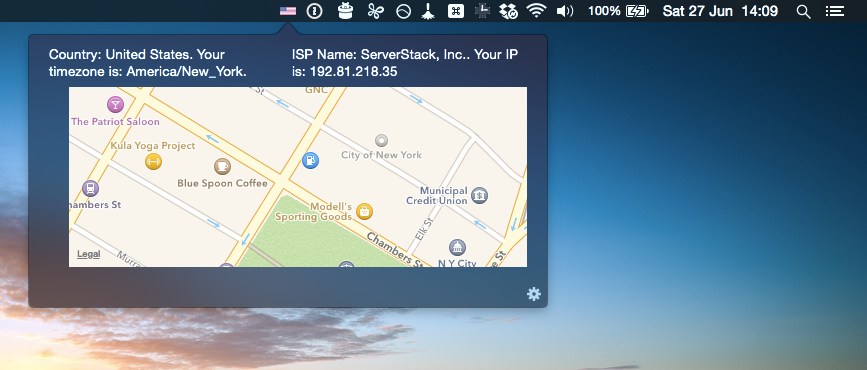 100% Sat 27 Jun 14:09
Country: United States. Your
timezone is: America/New_York.
ISP Name: ServerStack, Inc.. Your IP
is: 192.81.218.35
GNC
St
The Patriot Saloon
Kula Yoga Project
City of New York
Blue Spoon Coffee
Municipal
Credit Union
hambers St
Modell's
Sporting Goods
Elk St
Chambers St
Legal
Murra
N Y City
e St